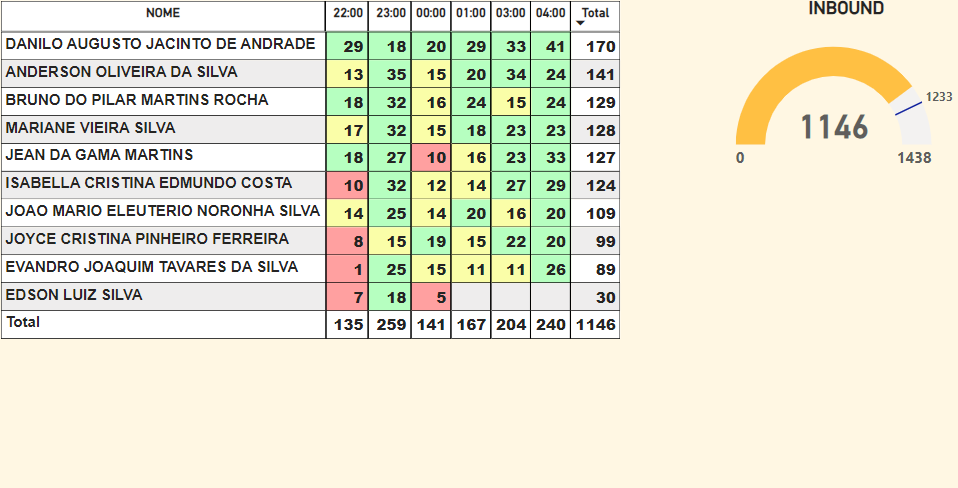 NOME 22:00 23:00 00:00 01:00 03:00 04:00 Total
DANILO AUGUSTO JACINTO DE ANDRADE 29 18 20 29 33 41 170
ANDERSON OLIVEIRA DA SILVA 13 35 15 20 34 24 141
BRUNO DO PILAR MARTINS ROCHA 18 32 16 24 15 24 129
MARIANE VIEIRA SILVA 17 32 15 18 23 23 128
JEAN DA GAMA MARTINS 18 27 10 16 23 33 127
ISABELLA CRISTINA EDMUNDO COSTA 10 32 12 14 27 29 124
JOAO MARIO ELEUTERIO NORONHA SILVA 14 25 14 20 16 20 109
JOYCE CRISTINA PINHEIRO FERREIRA 8 15 19 15 22 20 99
EVANDRO JOAQUIM TAVARES DA SILVA 1 25 15 11 11 26 89
EDSON LUIZ SILVA 7 18 5 30
Total 135 259 141 167 204 240 1146
INBOUND
1233
1146
0 1438